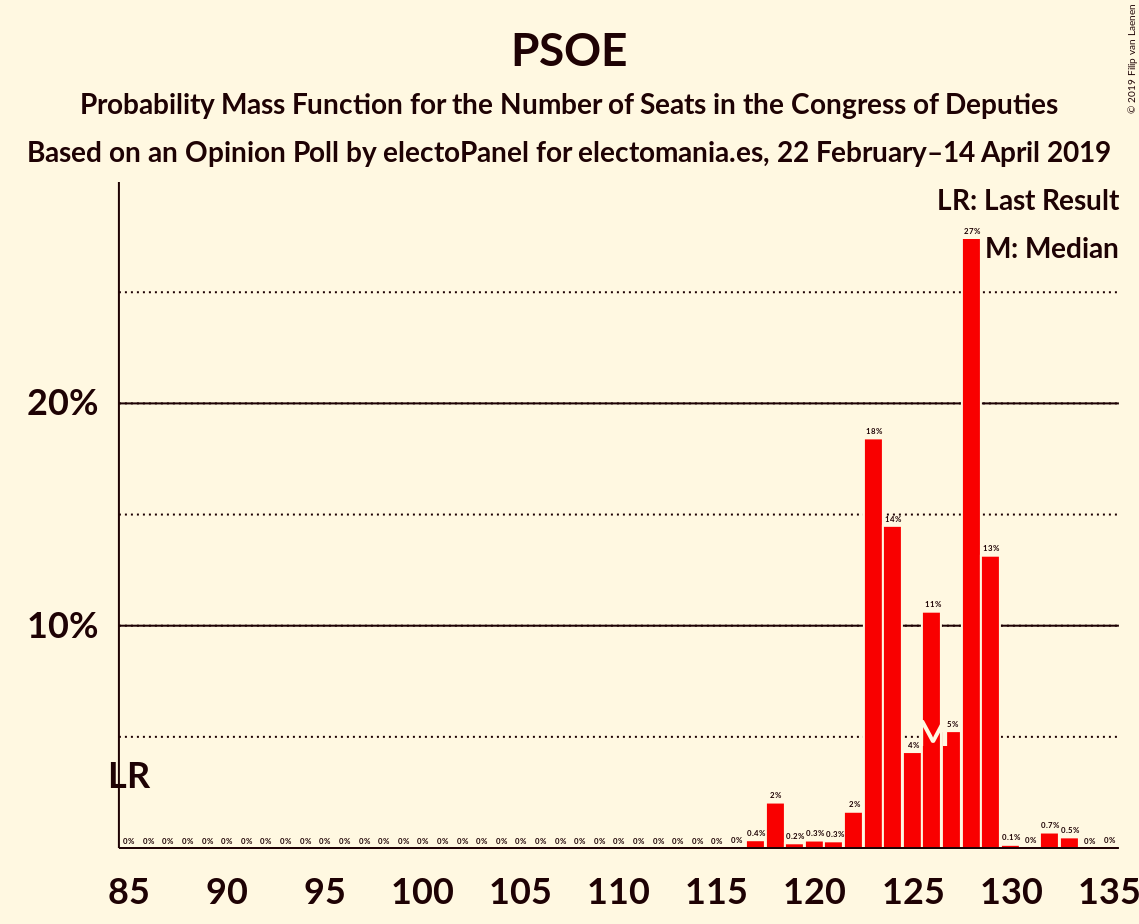 PSOE
Probability Mass Function for the Number of Seats in the Congress of Deputies
Based on an Opinion Poll by electoPanel for electomania.es, 22 February–14 April 2019
© 2019 Filip van Laenen
LR: Last Result
M: Median
27%
20%
18%
14%
13%
11%
10%
5%
4%
M
LR
2%
2%
0% 0% 0% 0% 0% 0% 0% 0% 0% 0% 0% 0% 0% 0% 0% 0% 0% 0% 0% 0% 0% 0% 0% 0% 0% 0% 0% 0% 0% 0% 0% 0% 0.4% 0.2% 0.3% 0.3% 0.1% 0% 0.7% 0.5% 0% 0%
85 90 95 100 105 110 115 120 125 130 135